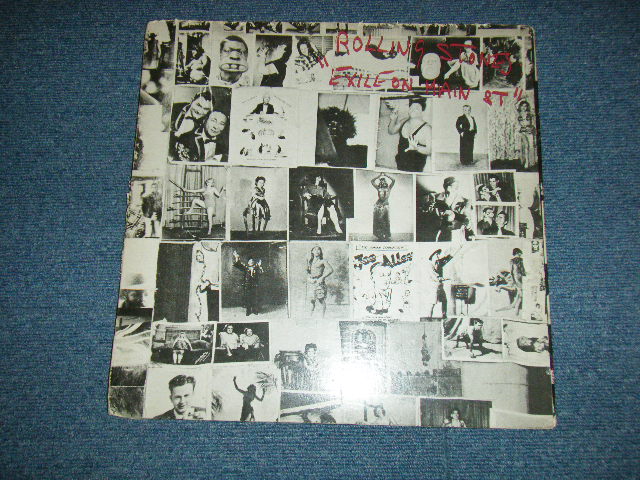 "ROLLING STONES
EXILE ON MAIN ST"
Joe Allen